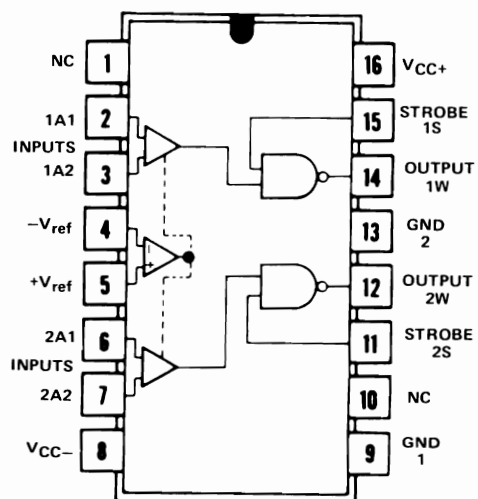 NC 1
1A1 2
INPUTS
1A2 3
−Vref 4
+Vref 5
2A1 6
INPUTS
2A2 7
VCC− 8
16 VCC+
15 STROBE 1S
14 OUTPUT 1W
13 GND 2
12 OUTPUT 2W
11 STROBE 2S
10 NC
9 GND 1